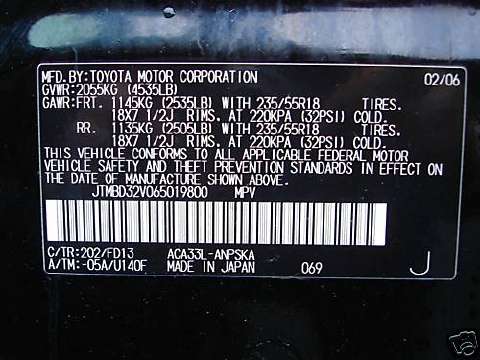 MFD.BY:TOYOTA MOTOR CORPORATION 02/06
GVWR:2055KG (4535LB)
GAWR:FRT. 1145KG (2535LB) WITH 235/55R18 TIRES.
18X7 1/2J RIMS, AT 220KPA (32PSI) COLD.
RR. 1135KG (2505LB) WITH 235/55R18 TIRES.
18X7 1/2J RIMS, AT 220KPA (32PSI) COLD.
THIS VEHICLE CONFORMS TO ALL APPLICABLE FEDERAL MOTOR
VEHICLE SAFETY AND THEFT PREVENTION STANDARDS IN EFFECT ON
THE DATE OF MANUFACTURE SHOWN ABOVE.
JTMBD32V065019800 MPV
C/TR:202/FD13 ACA33L-ANPSKA
A/TM:-05A/U140F MADE IN JAPAN 069 J
ebY